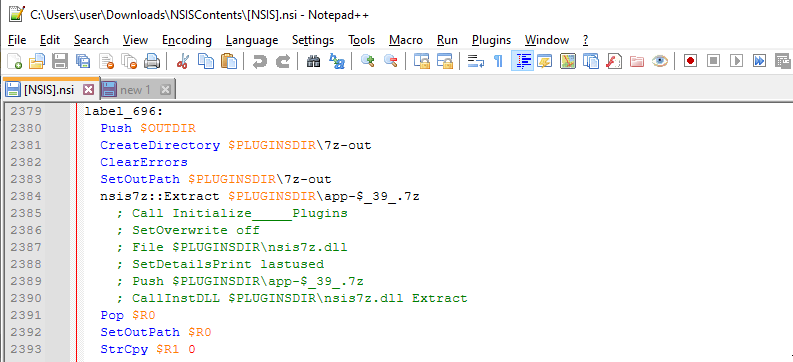 C:\Users\user\Downloads\NSISContents\[NSIS].nsi - Notepad++
File Edit Search View Encoding Language Settings Tools Macro Run Plugins Window ?
[NSIS].nsi new 1
2379 label_696:
2380 Push $OUTDIR
2381 CreateDirectory $PLUGINSDIR\7z-out
2382 ClearErrors
2383 SetOutPath $PLUGINSDIR\7z-out
2384 nsis7z::Extract $PLUGINSDIR\app-$_39_.7z
2385 ; Call Initialize_____Plugins
2386 ; SetOverwrite off
2387 ; File $PLUGINSDIR\nsis7z.dll
2388 ; SetDetailsPrint lastused
2389 ; Push $PLUGINSDIR\app-$_39_.7z
2390 ; CallInstDLL $PLUGINSDIR\nsis7z.dll Extract
2391 Pop $R0
2392 SetOutPath $R0
2393 StrCpy $R1 0